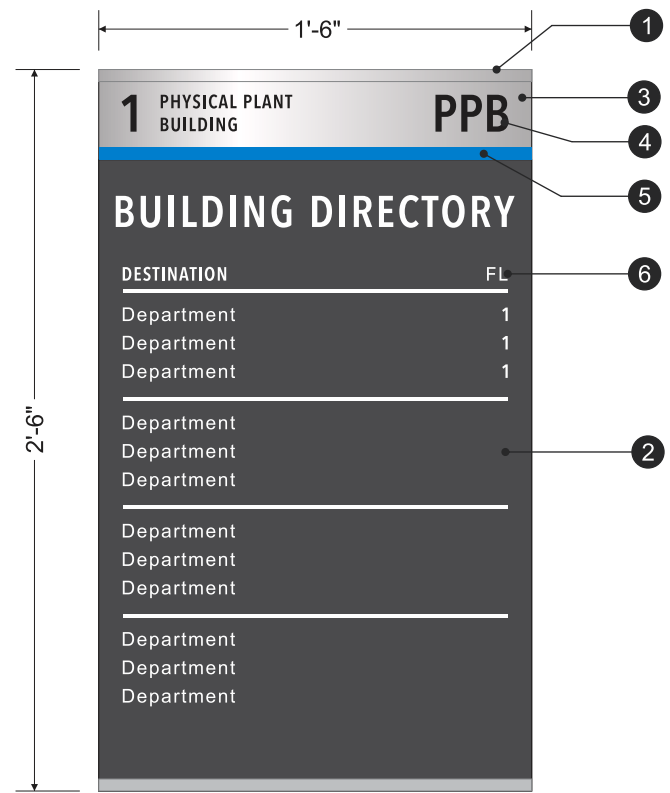 1'-6"
1
1 PHYSICAL PLANT
BUILDING
PPB
3
4
5
BUILDING DIRECTORY
DESTINATION FL
6
Department 1
Department 1
Department 1
2'-6"
Department
Department
2
Department
Department
Department
Department
Department
Department
Department